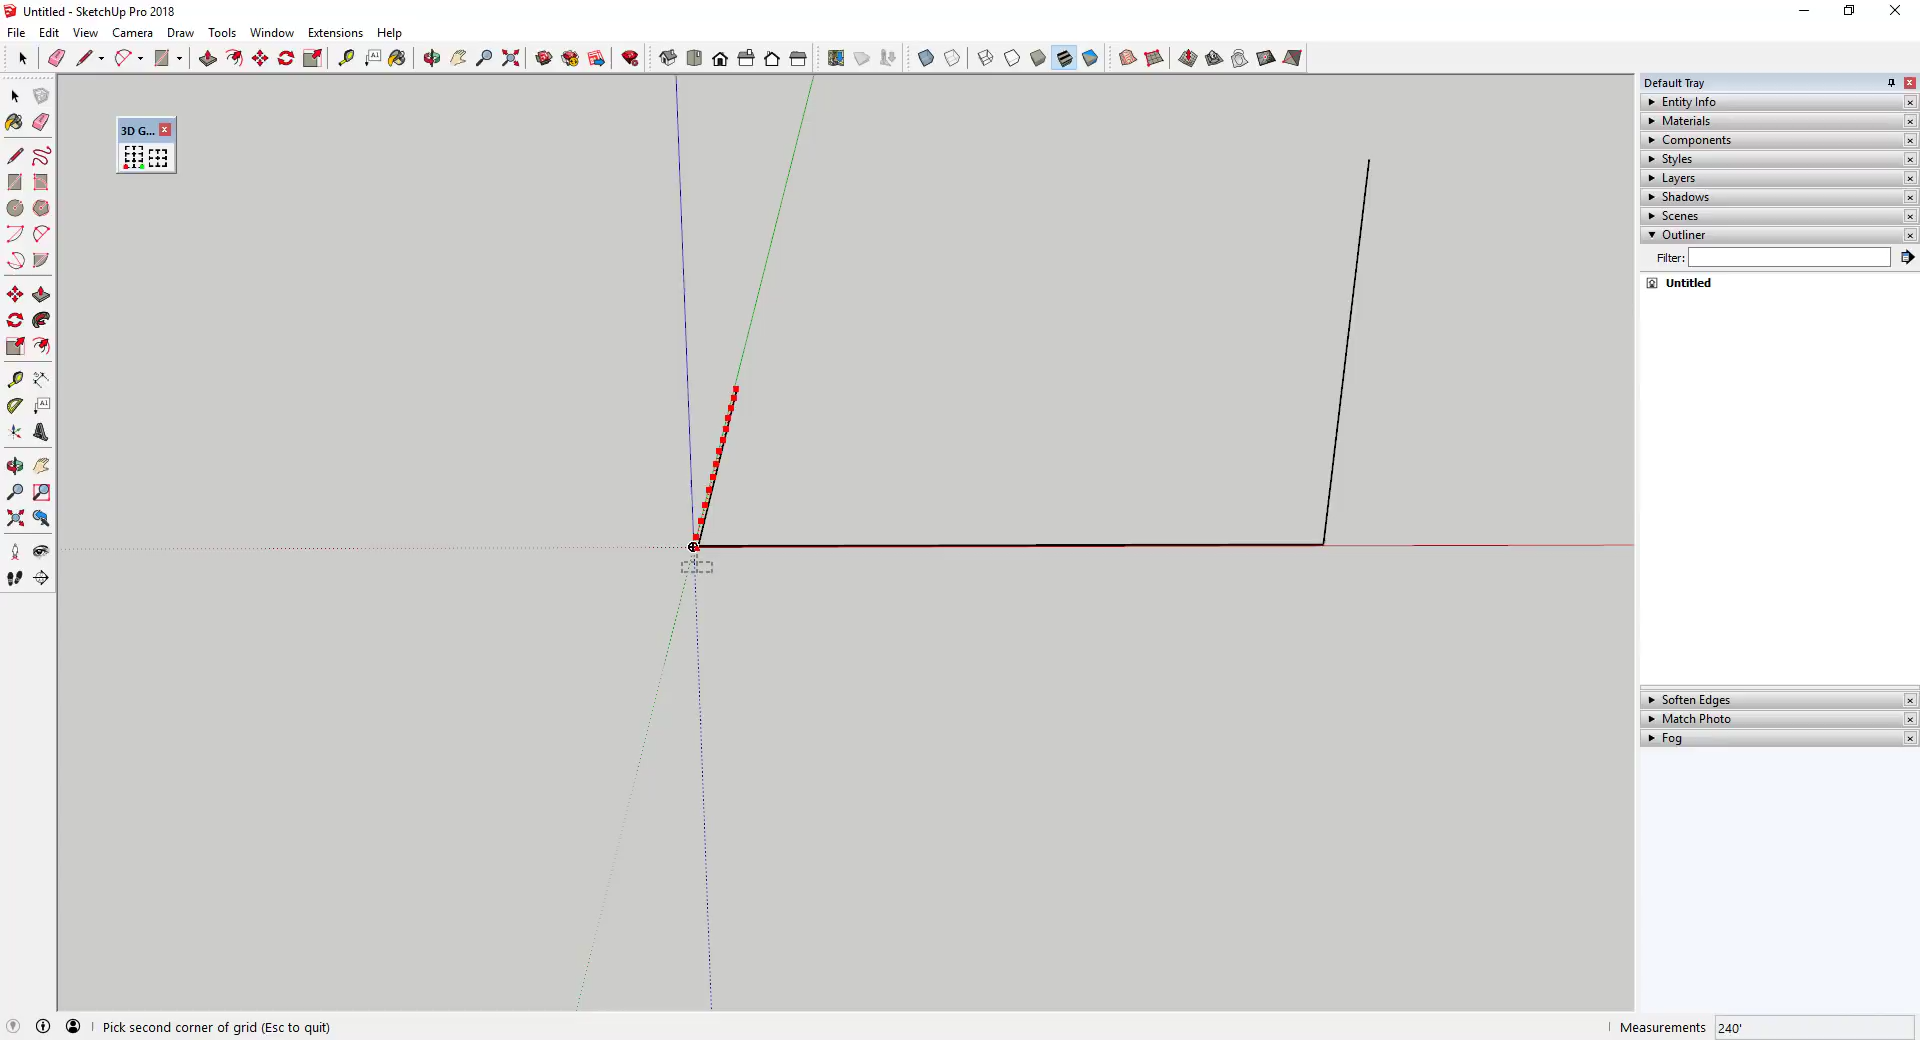 Untitled - SketchUp Pro 2018
File Edit View Camera Draw Tools Window Extensions Help
Default Tray
Entity Info
Materials
Components
Styles
Layers
Shadows
Scenes
Outliner
Filter:
Untitled
3D G...
A1
A1
Soften Edges
Match Photo
Fog
Pick second corner of grid (Esc to quit)
Measurements 240'